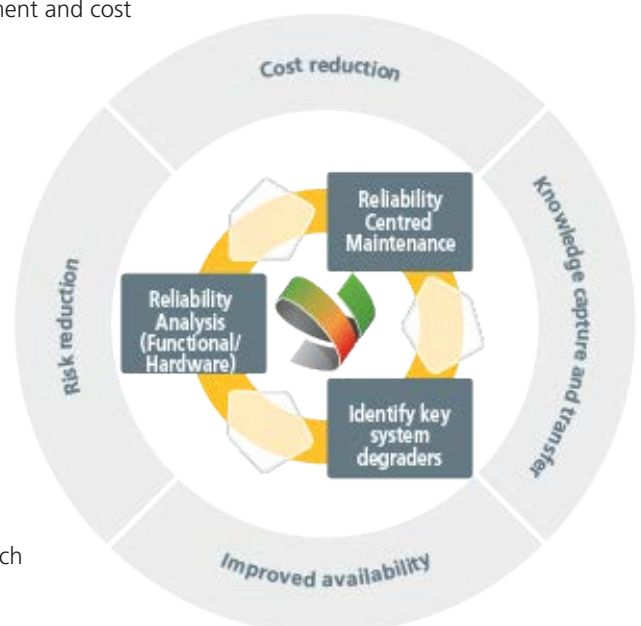 ment and cost
Cost reduction
Reliability
Centred
Maintenance
Knowledge capture and transfer
Risk reduction
Reliability
Analysis
(Functional/
Hardware)
Identify key
system
degraders
ch
Improved availability